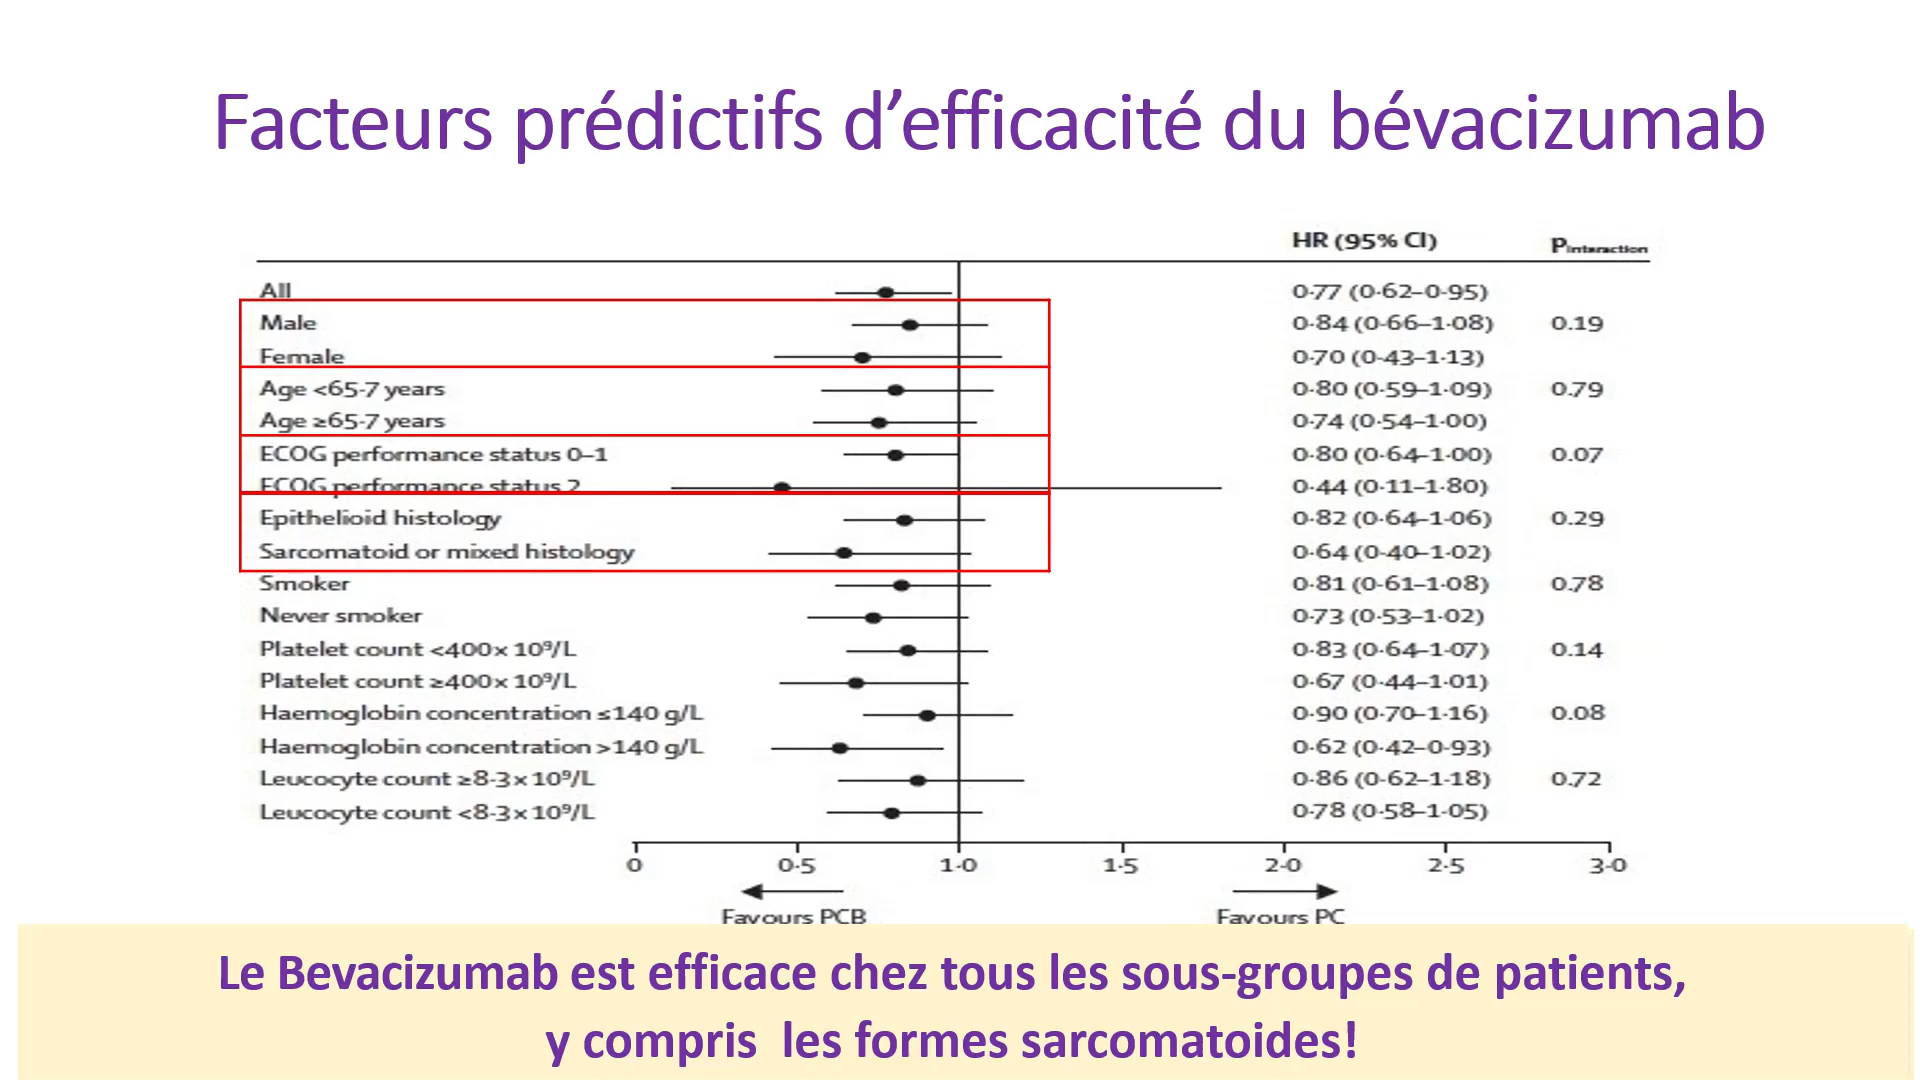 Facteurs prédictifs d’efficacité du bévacizumab
HR (95% CI) Pinteraction
All 0·77 (0·62–0·95)
Male 0·84 (0·66–1·08) 0.19
Female 0·70 (0·43–1·13)
Age <65·7 years 0·80 (0·59–1·09) 0.79
Age ≥65·7 years 0·74 (0·54–1·00)
ECOG performance status 0–1 0·80 (0·64–1·00) 0.07
ECOG performance status 2 0·44 (0·11–1·80)
Epithelioid histology 0·82 (0·64–1·06) 0.29
Sarcomatoid or mixed histology 0·64 (0·40–1·02)
Smoker 0·81 (0·61–1·08) 0.78
Never smoker 0·73 (0·53–1·02)
Platelet count <400 x 10⁹/L 0·83 (0·64–1·07) 0.14
Platelet count ≥400 x 10⁹/L 0·67 (0·44–1·01)
Haemoglobin concentration ≤140 g/L 0·90 (0·70–1·16) 0.08
Haemoglobin concentration >140 g/L 0·62 (0·42–0·93)
Leucocyte count ≥8·3 x 10⁹/L 0·86 (0·62–1·18) 0.72
Leucocyte count <8·3 x 10⁹/L 0·78 (0·58–1·05)
0 0·5 1·0 1·5 2·0 2·5 3·0
Favours PCB Favours PC
Le Bevacizumab est efficace chez tous les sous-groupes de patients,
y compris les formes sarcomatoides!